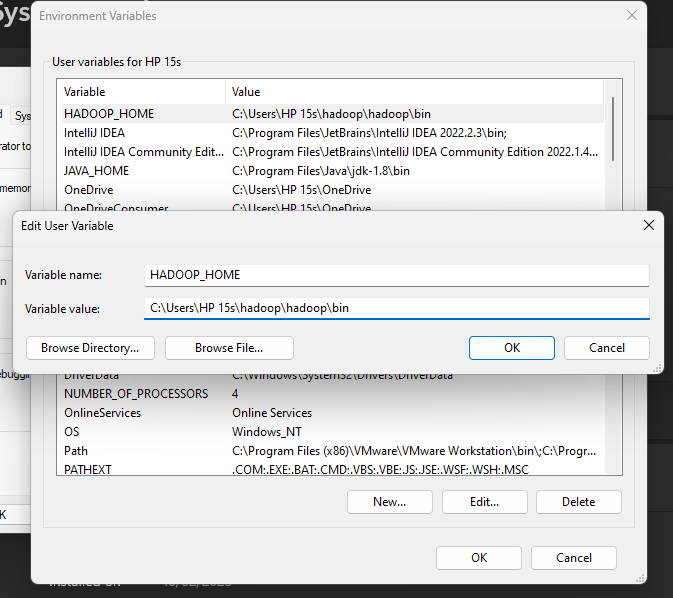 Sys
Environment Variables
User variables for HP 15s
Variable Value
HADOOP_HOME C:\Users\HP 15s\hadoop\hadoop\bin
IntelliJ IDEA C:\Program Files\JetBrains\IntelliJ IDEA 2022.2.3\bin;
IntelliJ IDEA Community Edit... C:\Program Files\JetBrains\IntelliJ IDEA Community Edition 2022.1.4...
JAVA_HOME C:\Program Files\Java\jdk-1.8\bin
OneDrive C:\Users\HP 15s\OneDrive
OneDriveConsumer C:\Users\HP 15s\OneDrive
Sys
rator to
memor
Edit User Variable
Variable name: HADOOP_HOME
Variable value: C:\Users\HP 15s\hadoop\hadoop\bin
Browse Directory... Browse File... OK Cancel
DriverData C:\Windows\System32\Drivers\DriverData
NUMBER_OF_PROCESSORS 4
OnlineServices Online Services
OS Windows_NT
Path C:\Program Files (x86)\VMware\VMware Workstation\bin\;C:\Progr...
PATHEXT .COM;.EXE;.BAT;.CMD;.VBS;.VBE;.JS;.JSE;.WSF;.WSH;.MSC
New... Edit... Delete
OK Cancel